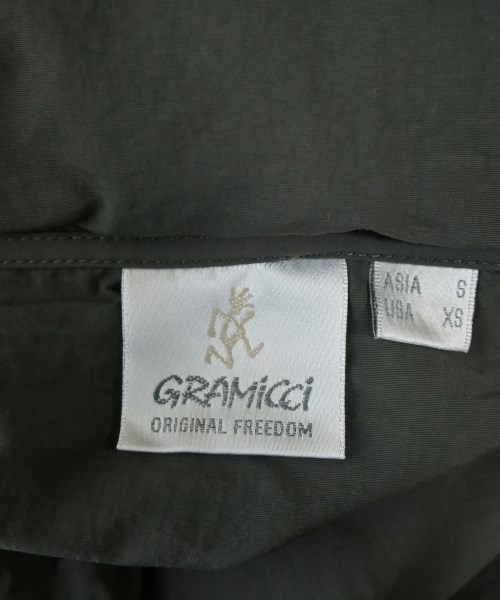 GRAMiCCi
ORIGINAL FREEDOM
ASIA S
USA XS